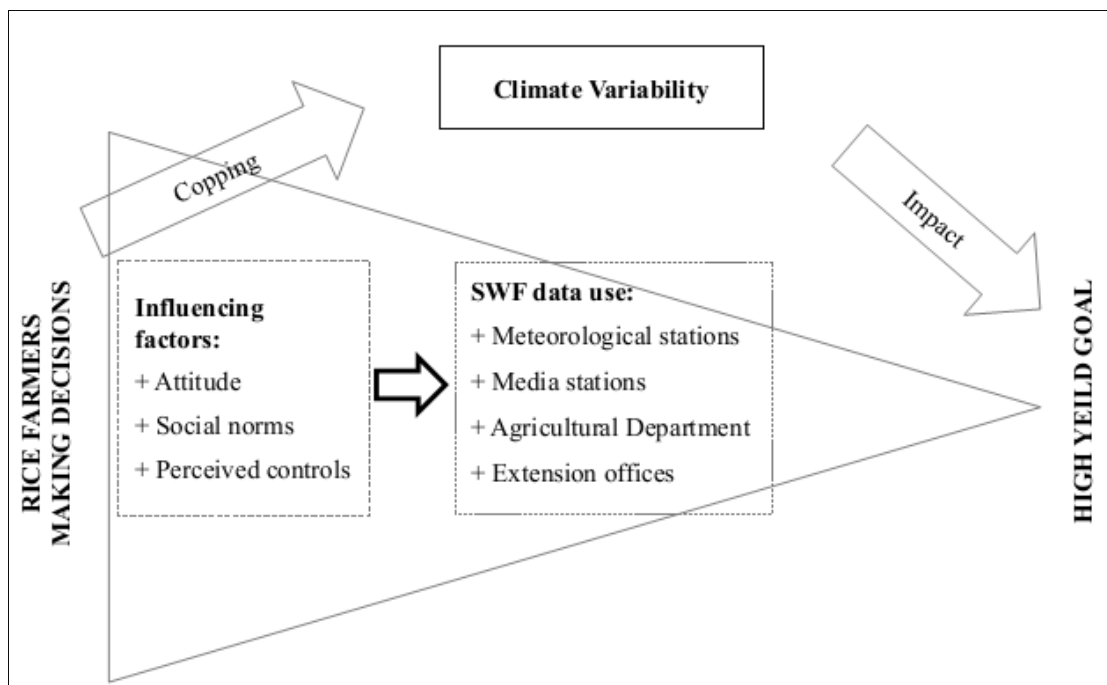 Climate Variability
Copping
Impact
RICE FARMERS
MAKING DECISIONS
Influencing
factors:
+ Attitude
+ Social norms
+ Perceived controls
SWF data use:
+ Meteorological stations
+ Media stations
+ Agricultural Department
+ Extension offices
HIGH YEILD GOAL